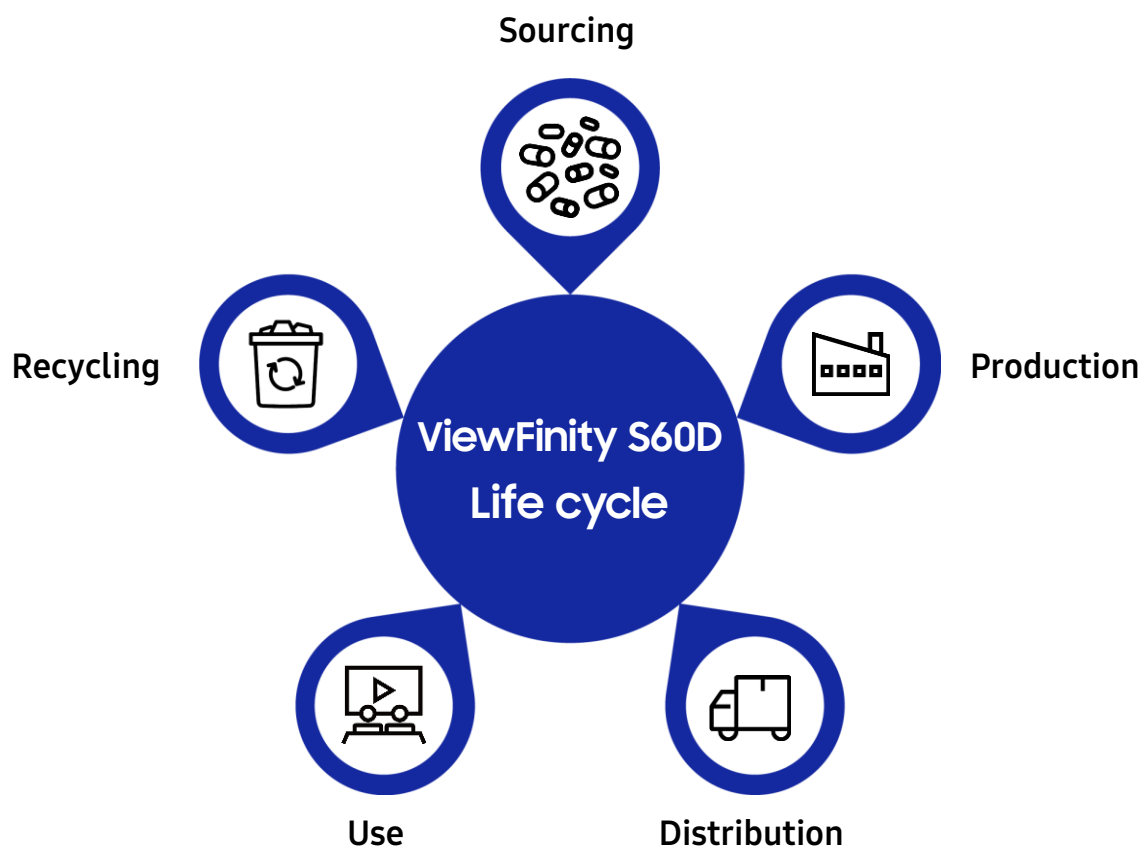 Sourcing
Recycling
Production
ViewFinity S60D
Life cycle
Use
Distribution